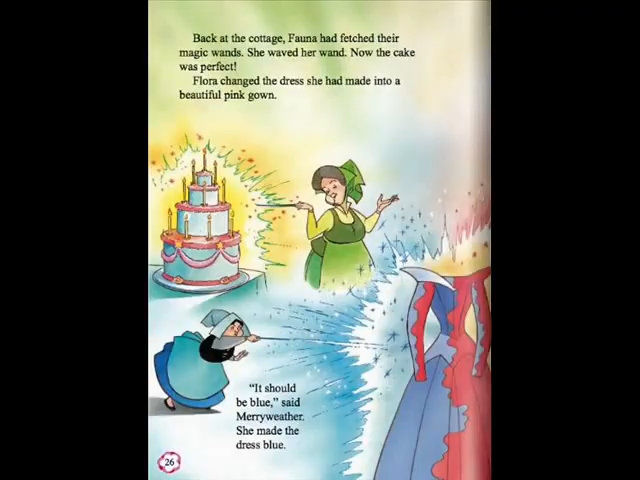 Back at the cottage, Fauna had fetched their
magic wands. She waved her wand. Now the cake
was perfect!
Flora changed the dress she had made into a
beautiful pink gown.
"It should
be blue," said
Merryweather.
She made the
dress blue.
26